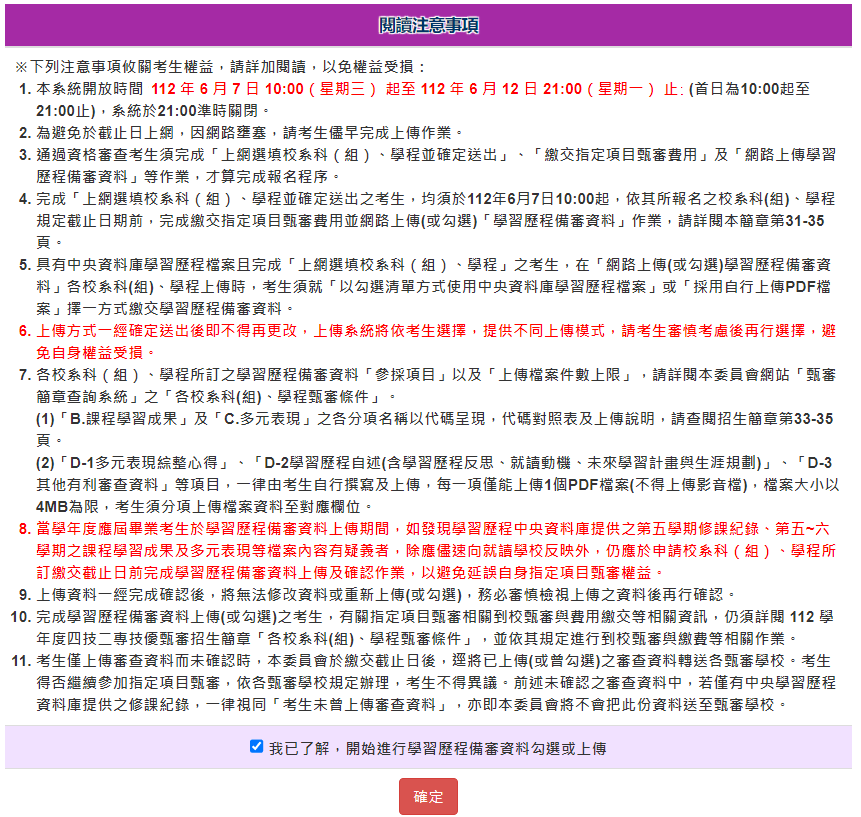 閱讀注意事項
※下列注意事項攸關考生權益，請詳加閱讀，以免權益受損：
1. 本系統開放時間 112 年 6 月 7 日 10:00 ( 星期三 ) 起至 112 年 6 月 12 日 21:00 ( 星期一 ) 止: (首日為10:00起至
21:00止)，系統於21:00準時關閉。
2. 為避免於截止日上網，因網路壅塞，請考生儘早完成上傳作業。
3. 通過資格審查考生須完成「上網選填校系科（組）、學程並確定送出」、「繳交指定項目甄審費用」及「網路上傳學習
歷程備審資料」等作業，才算完成報名程序。
4. 完成「上網選填校系科（組）、學程並確定送出之考生，均須於112年6月7日10:00起，依其所報名之校系科(組)、學程
規定截止日期前，完成繳交指定項目甄審費用並網路上傳(或勾選)「學習歷程備審資料」作業，請詳閱本簡章第31-35
頁。
5. 具有中央資料庫學習歷程檔案且完成「上網選填校系科（組）、學程」之考生，在「網路上傳(或勾選)學習歷程備審資
料」各校系科(組)、學程上傳時，考生須就「以勾選清單方式使用中央資料庫學習歷程檔案」或「採用自行上傳PDF檔
案」擇一方式繳交學習歷程備審資料。
6. 上傳方式一經確定送出後即不得再更改，上傳系統將依考生選擇，提供不同上傳模式，請考生審慎考慮後再行選擇，避
免自身權益受損。
7. 各校系科（組）、學程所訂之學習歷程備審資料「參採項目」以及「上傳檔案件數上限」，請詳閱本委員會網站「甄審
簡章查詢系統」之「各校系科(組)、學程甄審條件」。
(1)「B.課程學習成果」及「C.多元表現」之各分項名稱以代碼呈現，代碼對照表及上傳說明，請查閱招生簡章第33-35
頁。
(2)「D-1多元表現綜整心得」、「D-2學習歷程自述(含學習歷程反思、就讀動機、未來學習計畫與生涯規劃)」、「D-3
其他有利審查資料」等項目，一律由考生自行撰寫及上傳，每一項僅能上傳1個PDF檔案(不得上傳影音檔)，檔案大小以
4MB為限，考生須分項上傳檔案資料至對應欄位。
8. 當學年度應屆畢業考生於學習歷程備審資料上傳期間，如發現學習歷程中央資料庫提供之第五學期修課紀錄、第五~六
學期之課程學習成果及多元表現等檔案內容有疑義者，除應儘速向就讀學校反映外，仍應於申請校系科（組）、學程所
訂繳交截止日前完成學習歷程備審資料上傳及確認作業，以避免延誤自身指定項目甄審權益。
9. 上傳資料一經完成確認後，將無法修改資料或重新上傳(或勾選)，務必審慎檢視上傳之資料後再行確認。
10. 完成學習歷程備審資料上傳(或勾選)之考生，有關指定項目甄審相關到校甄審與費用繳交等相關資訊，仍須詳閱 112 學
年度四技二專技優甄審招生簡章「各校系科(組)、學程甄審條件」，並依其規定進行到校甄審與繳費等相關作業。
11. 考生僅上傳審查資料而未確認時，本委員會於繳交截止日後，逕將已上傳(或曾勾選)之審查資料轉送各甄審學校。考生
得否繼續參加指定項目甄審，依各甄審學校規定辦理，考生不得異議。前述未確認之審查資料中，若僅有中央學習歷程
資料庫提供之修課紀錄，一律視同「考生未曾上傳審查資料」，亦即本委員會將不會把此份資料送至甄審學校。
我已了解，開始進行學習歷程備審資料勾選或上傳
確定